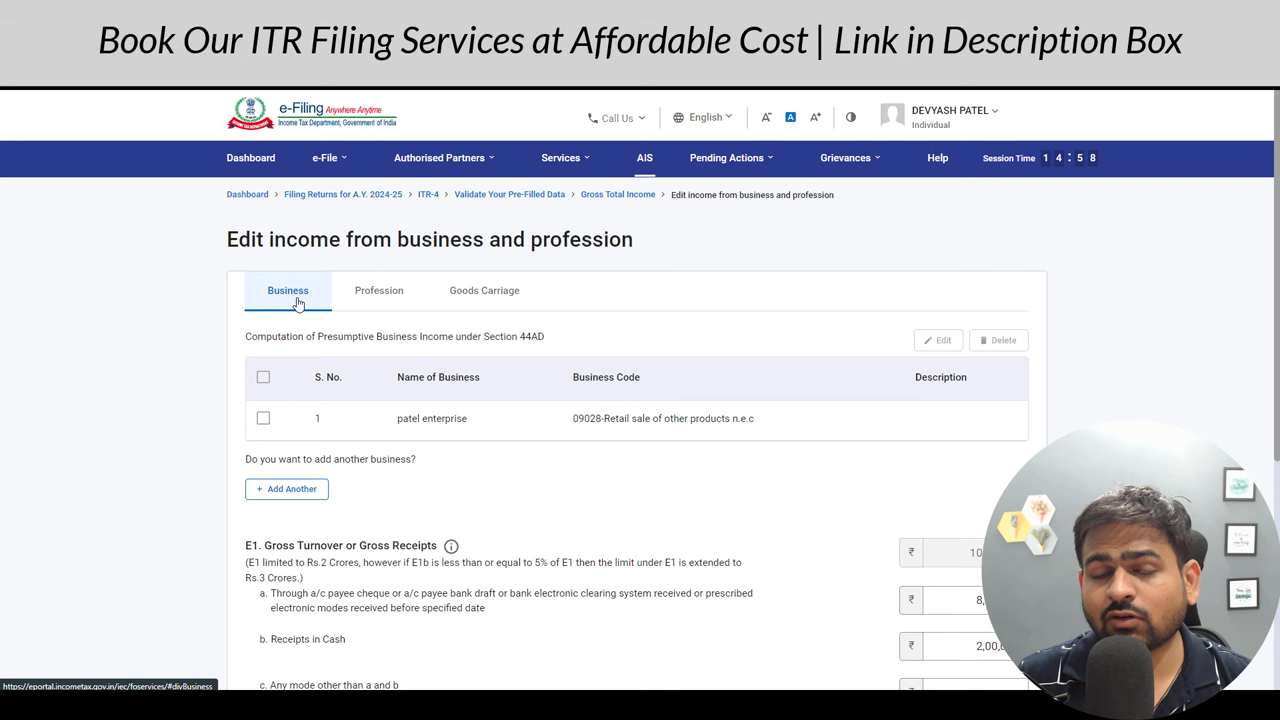 Book Our ITR Filing Services at Affordable Cost | Link in Description Box
e-Filing Anywhere Anytime
Income Tax Department, Government of India
Call Us
English
A-
A
A+
DEVYASH PATEL
Individual
Dashboard
e-File
Authorised Partners
Services
AIS
Pending Actions
Grievances
Help
Session Time 1 4 : 5 8
Dashboard > Filing Returns for A.Y. 2024-25 > ITR-4 > Validate Your Pre-Filled Data > Gross Total Income > Edit income from business and profession
Edit income from business and profession
Business
Profession
Goods Carriage
Computation of Presumptive Business Income under Section 44AD
Edit
Delete
S. No. Name of Business Business Code Description
1 patel enterprise 09028-Retail sale of other products n.e.c
Do you want to add another business?
+ Add Another
E1. Gross Turnover or Gross Receipts
₹ 10
(E1 limited to Rs.2 Crores, however if E1b is less than or equal to 5% of E1 then the limit under E1 is extended to
Rs.3 Crores.)
a. Through a/c payee cheque or a/c payee bank draft or bank electronic clearing system received or prescribed
electronic modes received before specified date
₹ 8,
b. Receipts in Cash
₹ 2,00,
c. Any mode other than a and b
https://eportal.incometax.gov.in/iec/foservices/#divBusiness